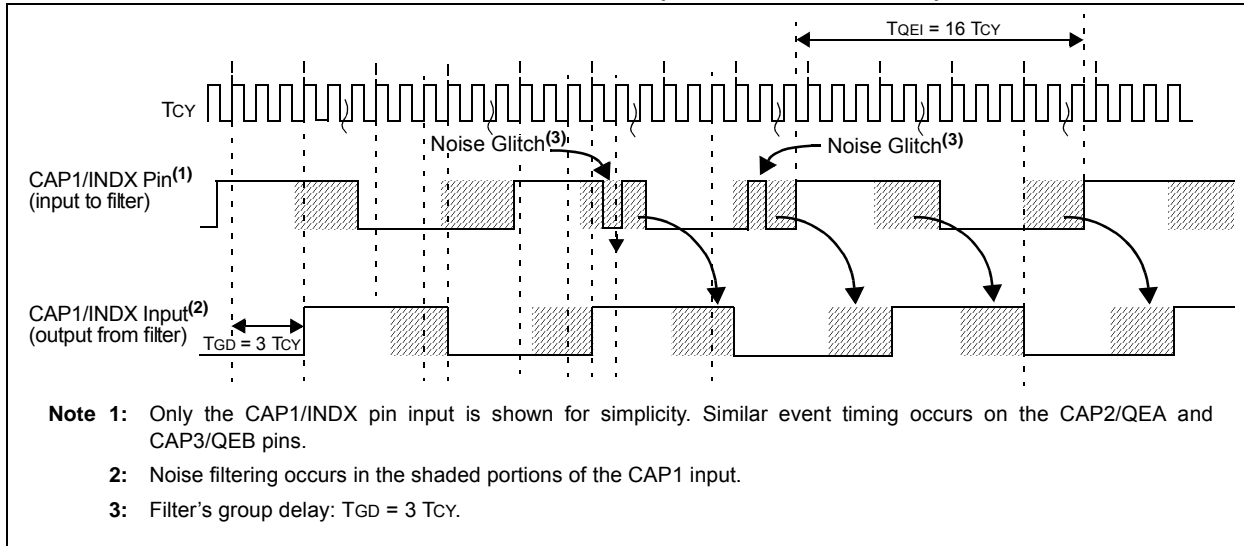 TQEI = 16 TCY
TCY
Noise Glitch(3)
Noise Glitch(3)
CAP1/INDX Pin(1)
(input to filter)
CAP1/INDX Input(2)
(output from filter)
TGD = 3 TCY
Note 1: Only the CAP1/INDX pin input is shown for simplicity. Similar event timing occurs on the CAP2/QEA and
CAP3/QEB pins.
2: Noise filtering occurs in the shaded portions of the CAP1 input.
3: Filter's group delay: TGD = 3 TCY.